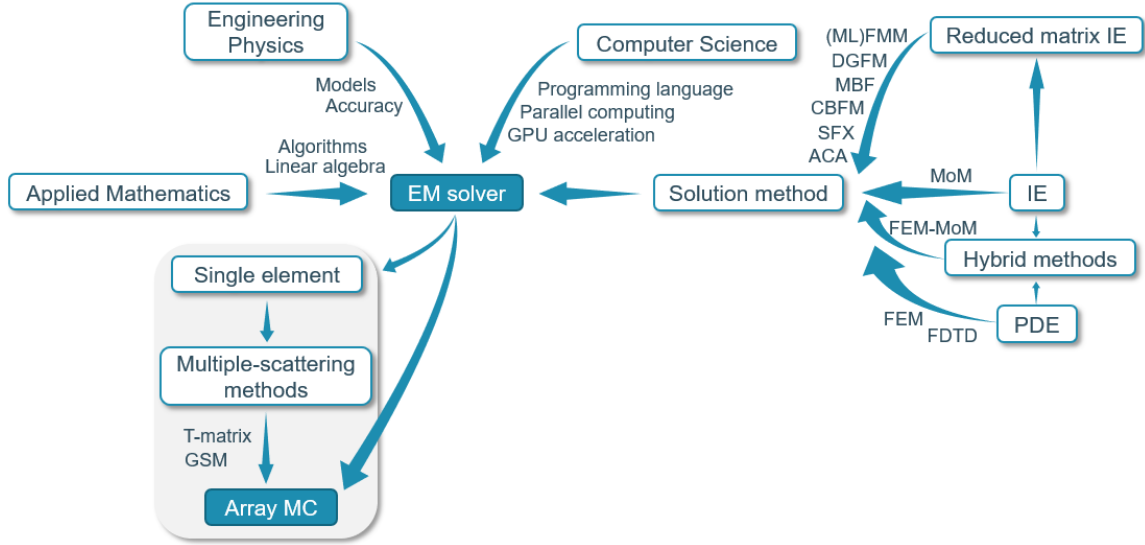 Engineering
Physics
Models
Accuracy
Computer Science
Programming language
Parallel computing
GPU acceleration
Applied Mathematics
Algorithms
Linear algebra
EM solver
Solution method
(ML)FMM
DGFM
MBF
CBFM
SFX
ACA
Reduced matrix IE
MoM
IE
FEM-MoM
Hybrid methods
FEM
FDTD
PDE
Single element
Multiple-scattering
methods
T-matrix
GSM
Array MC